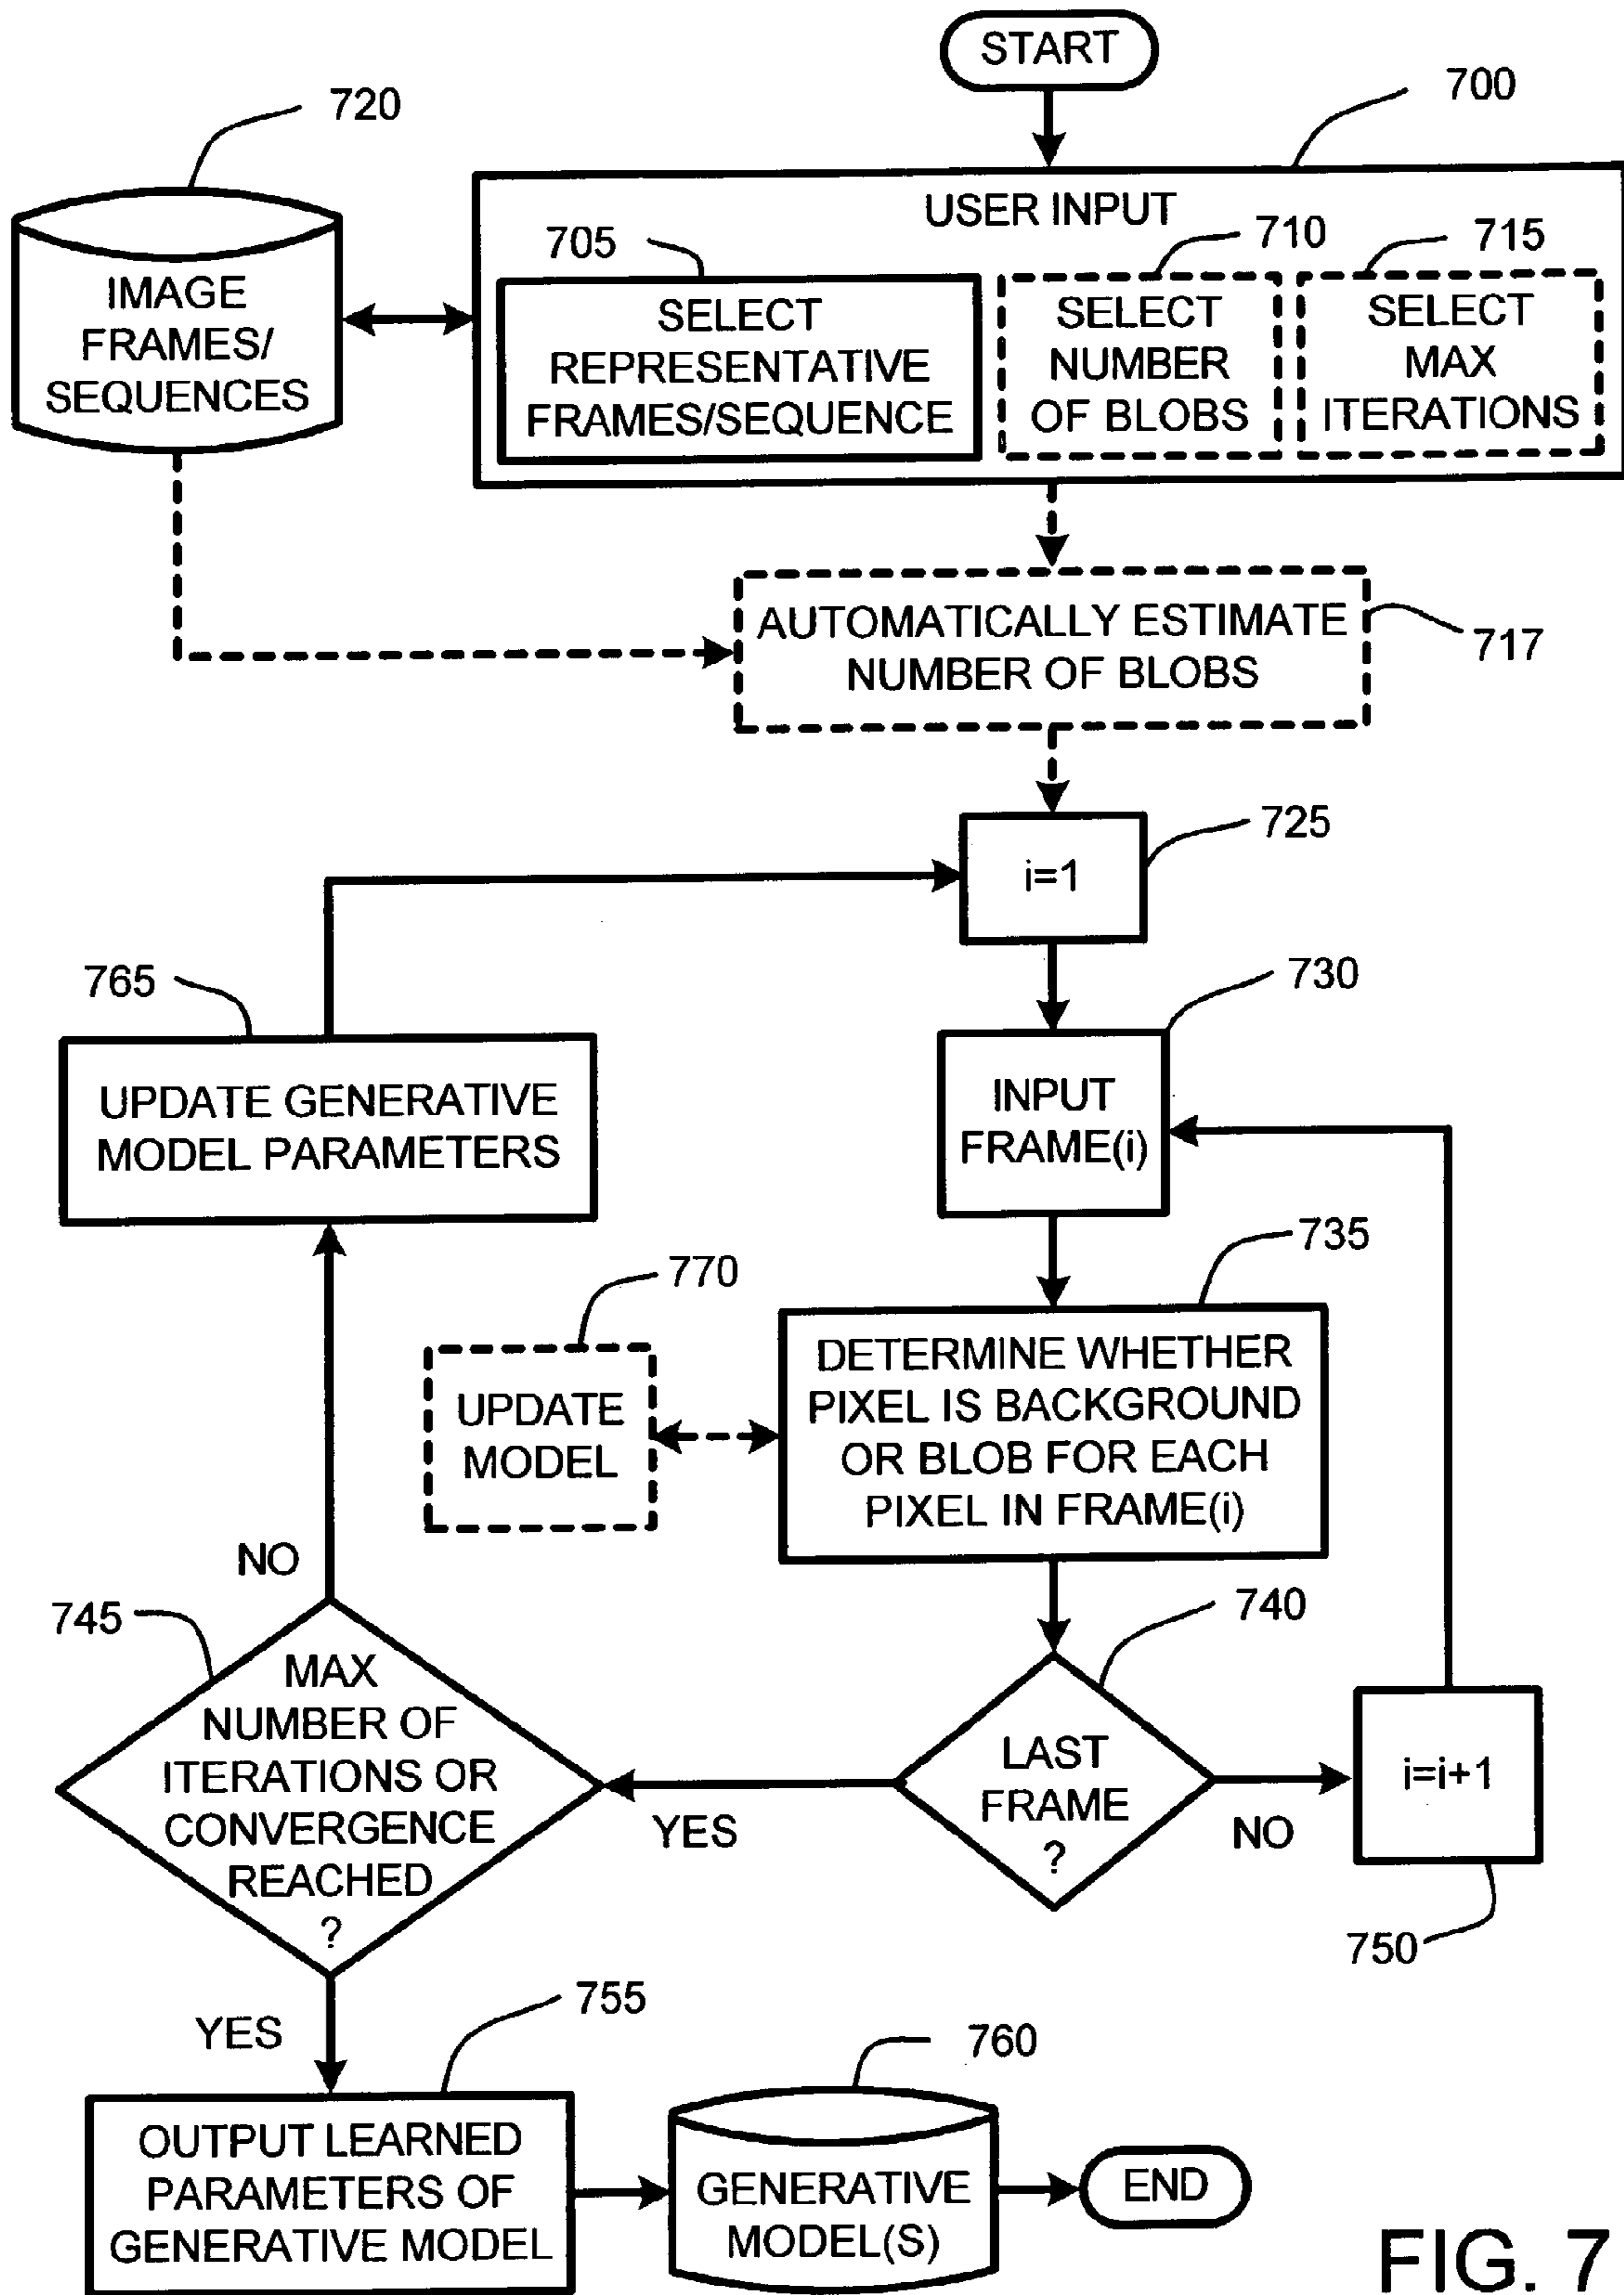 START
700
720
USER INPUT
705
710
715
IMAGE
FRAMES/
SEQUENCES
SELECT
REPRESENTATIVE
FRAMES/SEQUENCE
SELECT
NUMBER
OF BLOBS
SELECT
MAX
ITERATIONS
AUTOMATICALLY ESTIMATE
NUMBER OF BLOBS
717
725
i=1
765
730
UPDATE GENERATIVE
MODEL PARAMETERS
INPUT
FRAME(i)
735
770
UPDATE
MODEL
DETERMINE WHETHER
PIXEL IS BACKGROUND
OR BLOB FOR EACH
PIXEL IN FRAME(i)
NO
745
740
MAX
NUMBER OF
ITERATIONS OR
CONVERGENCE
REACHED
?
YES
LAST
FRAME
?
NO
i=i+1
750
YES
755
760
OUTPUT LEARNED
PARAMETERS OF
GENERATIVE MODEL
GENERATIVE
MODEL(S)
END
FIG. 7